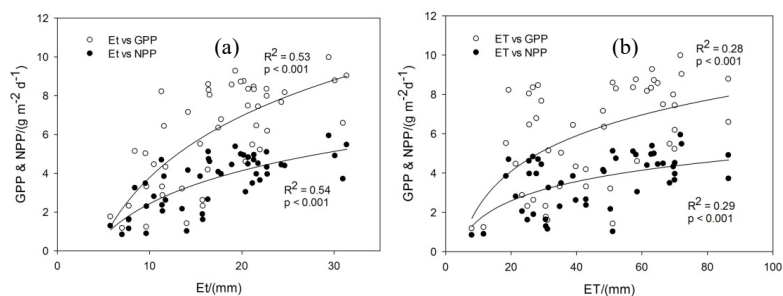 GPP & NPP/(g m⁻²d⁻¹)
12
10
8
6
4
2
0
Et vs GPP
Et vs NPP
(a)
R² = 0.53
p < 0.001
R² = 0.54
p < 0.001
0 10 20 30
Et/(mm)
GPP & NPP/(g m⁻²d⁻¹)
12
10
8
6
4
2
0
ET vs GPP
ET vs NPP
(b)
R² = 0.28
p < 0.001
R² = 0.29
p < 0.001
0 20 40 60 80 100
ET/(mm)